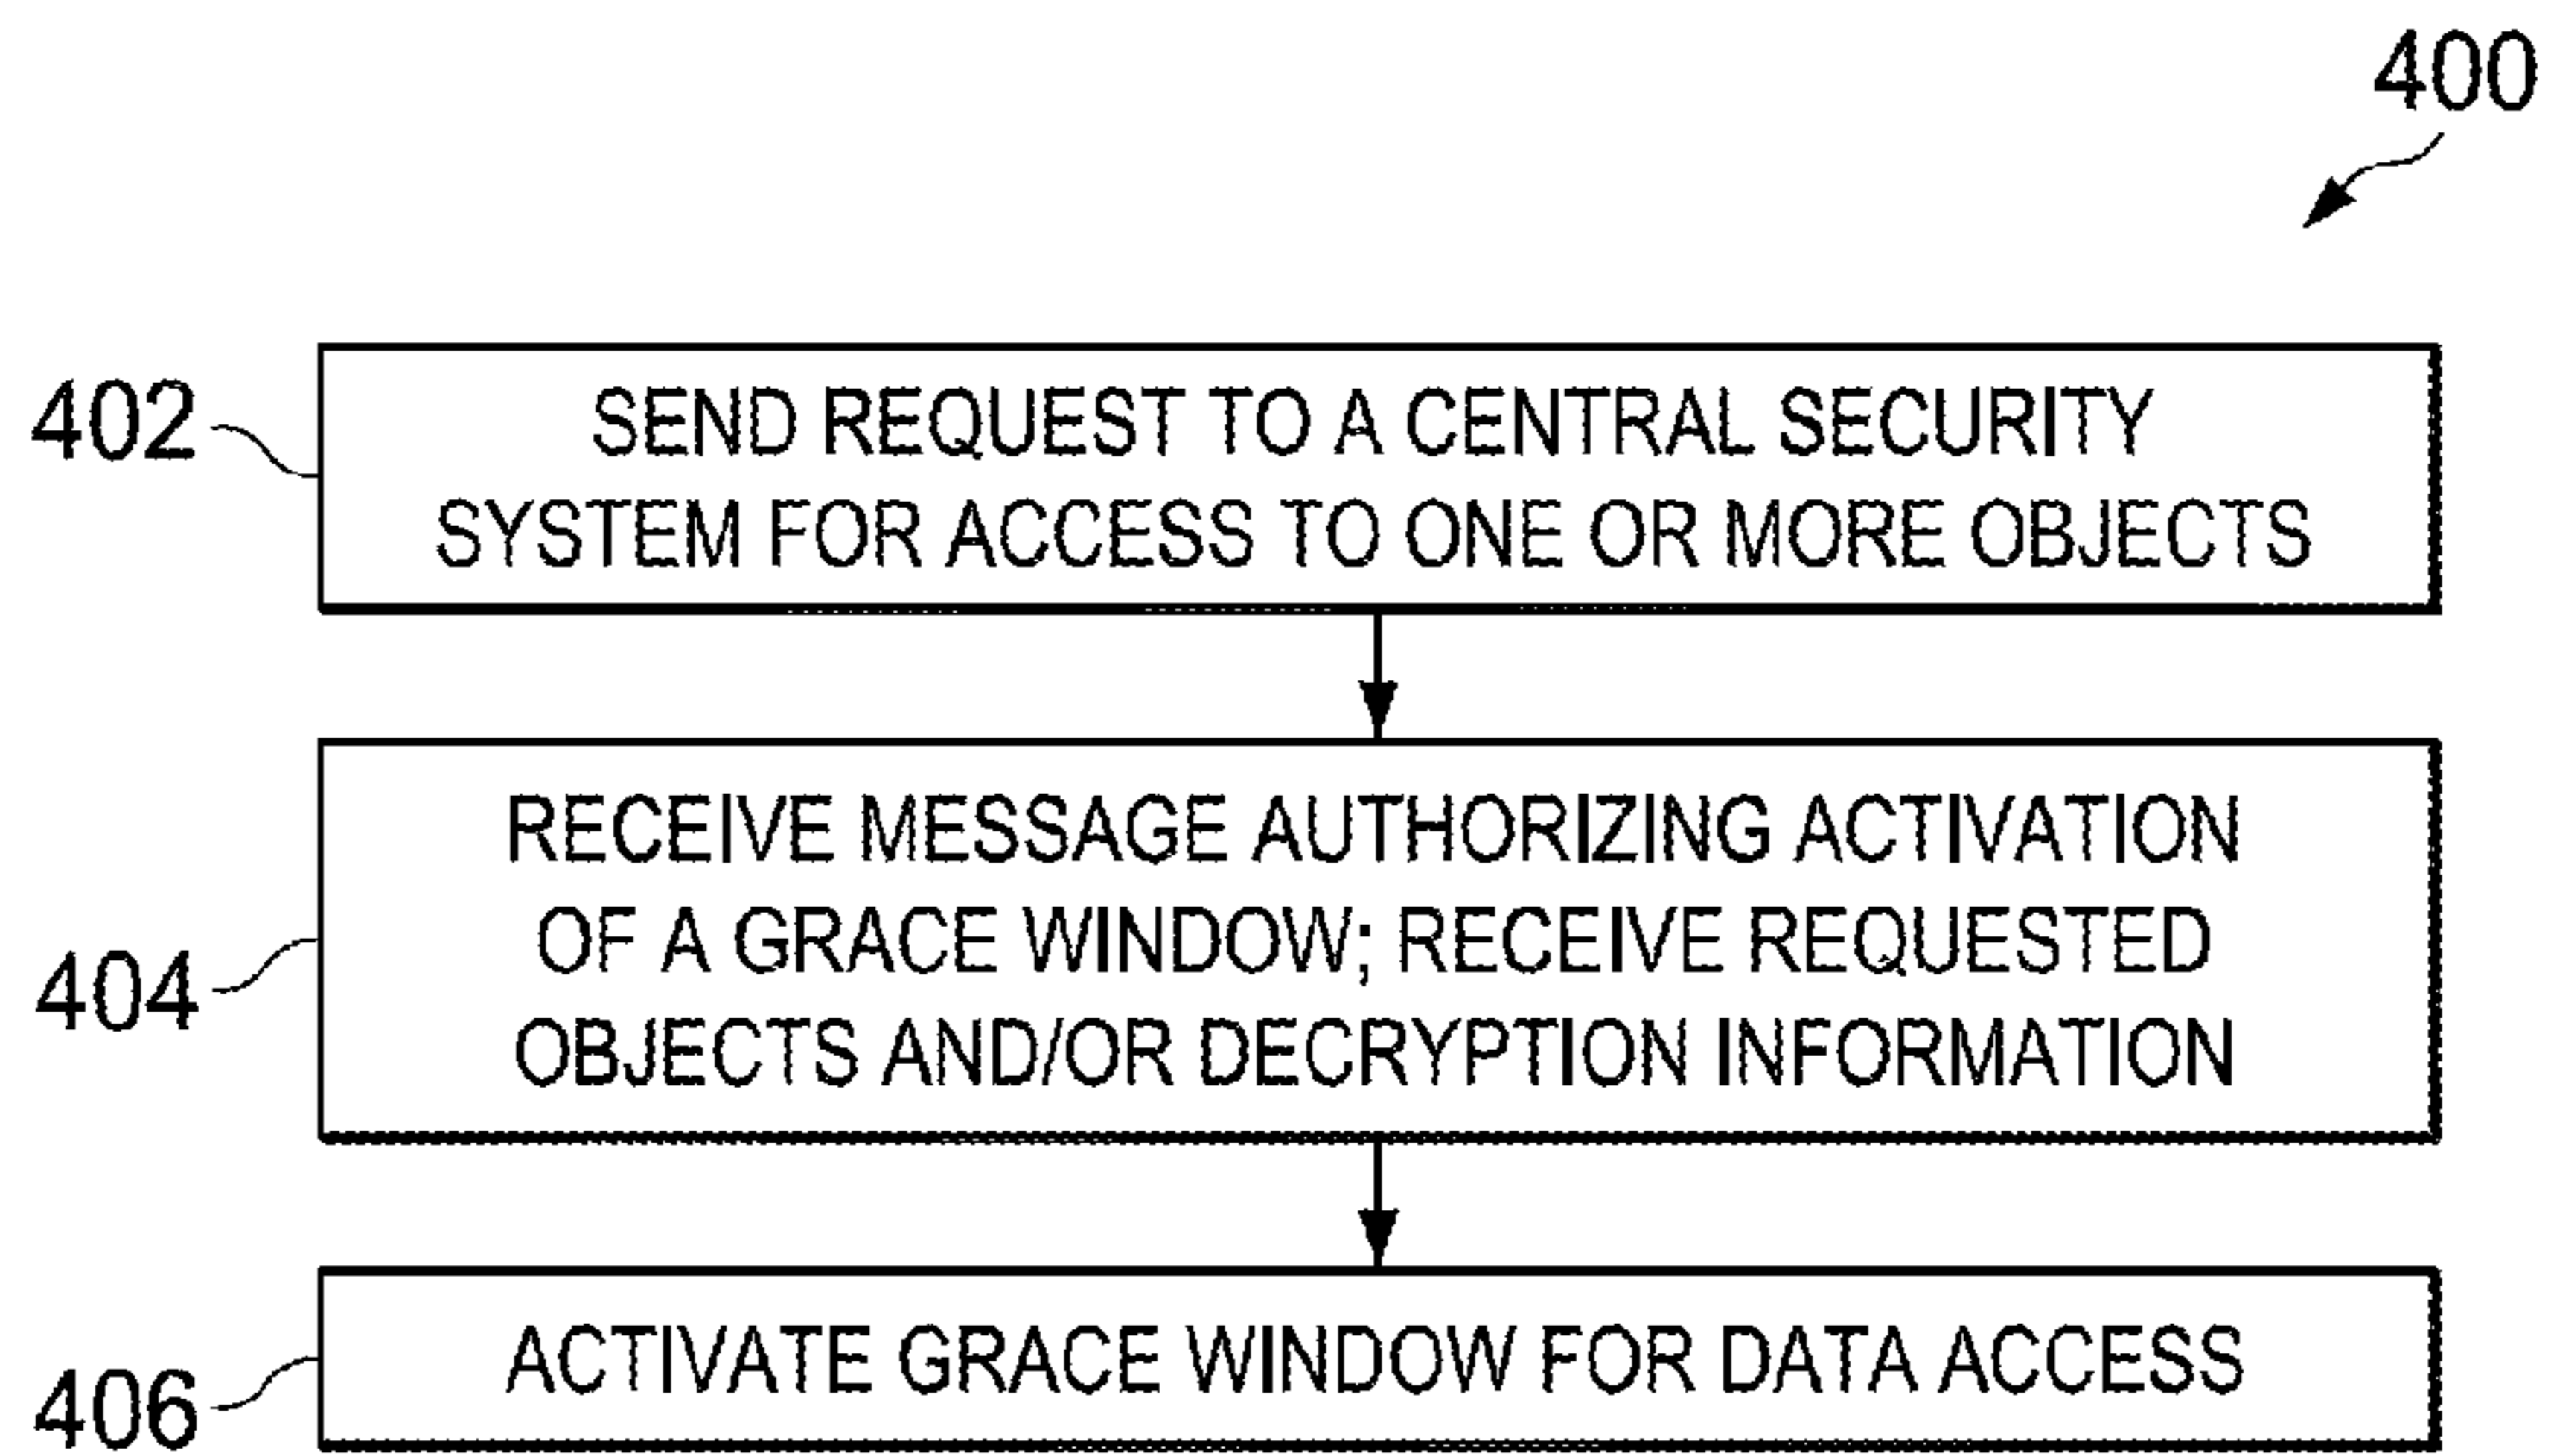 400
402
SEND REQUEST TO A CENTRAL SECURITY
SYSTEM FOR ACCESS TO ONE OR MORE OBJECTS
404
RECEIVE MESSAGE AUTHORIZING ACTIVATION
OF A GRACE WINDOW; RECEIVE REQUESTED
OBJECTS AND/OR DECRYPTION INFORMATION
406
ACTIVATE GRACE WINDOW FOR DATA ACCESS